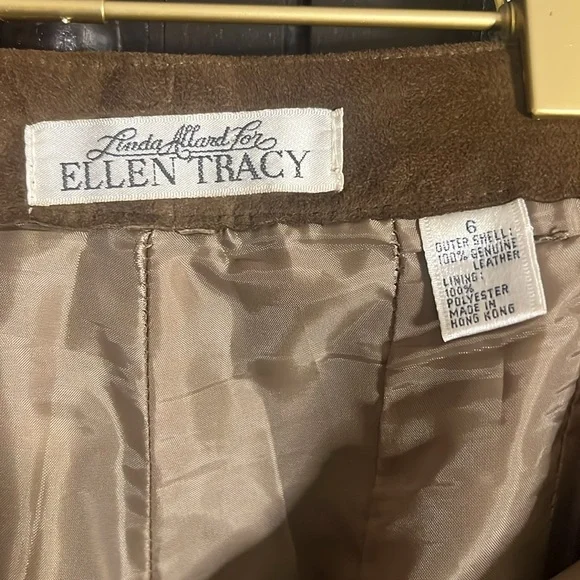 Linda Allard for
ELLEN TRACY
6
OUTER SHELL:
100% GENUINE
LEATHER
LINING:
100%
POLYESTER
MADE IN
HONG KONG